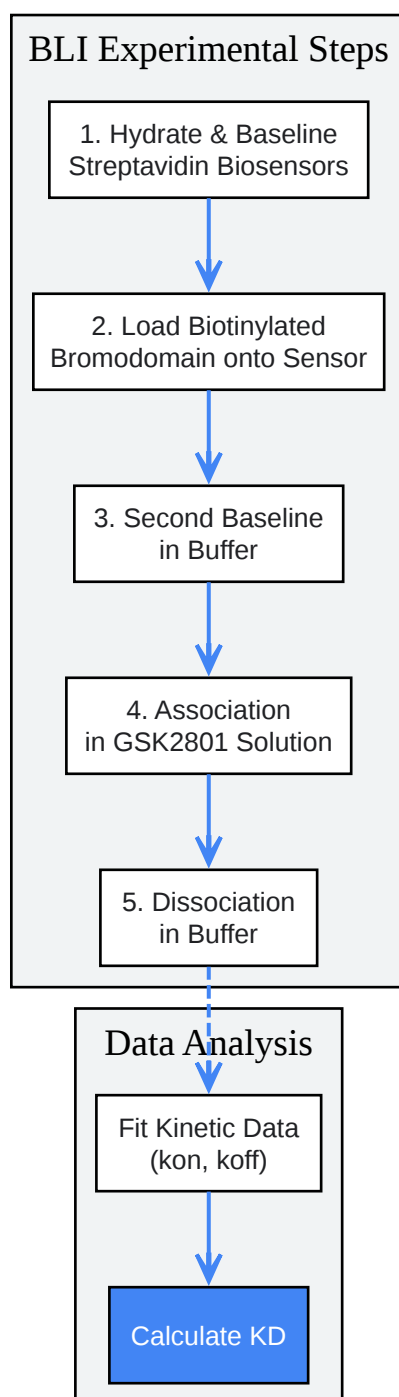 BLI Experimental Steps
1. Hydrate & Baseline
Streptavidin Biosensors
2. Load Biotinylated
Bromodomain onto Sensor
3. Second Baseline
in Buffer
4. Association
in GSK2801 Solution
5. Dissociation
in Buffer
Data Analysis
Fit Kinetic Data
(kon, koff)
Calculate KD